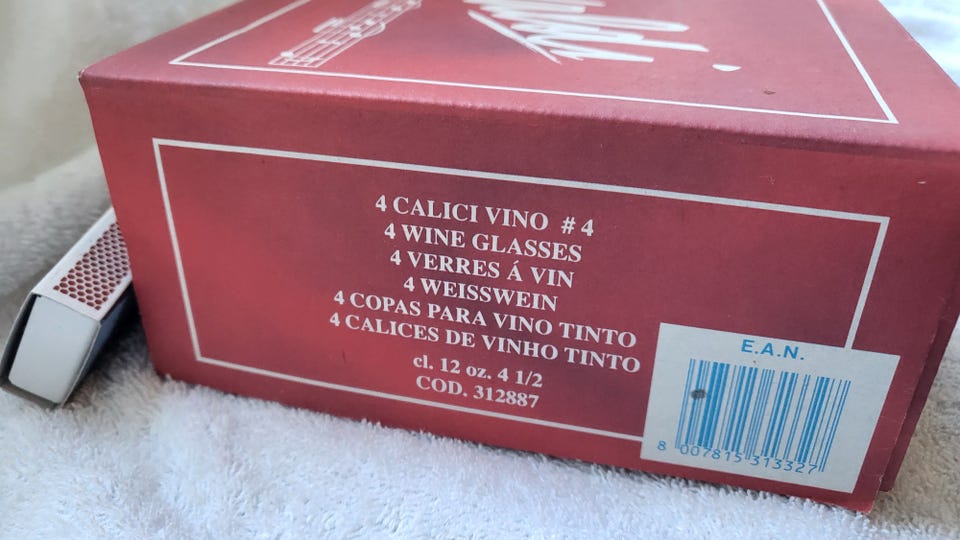 4 CALICI VINO # 4
4 WINE GLASSES
4 VERRES Á VIN
4 WEISSWEIN
4 COPAS PARA VINO TINTO
4 CALICES DE VINHO TINTO
cl. 12 oz. 4 1/2
COD. 312887
E.A.N.
8 007815 313327